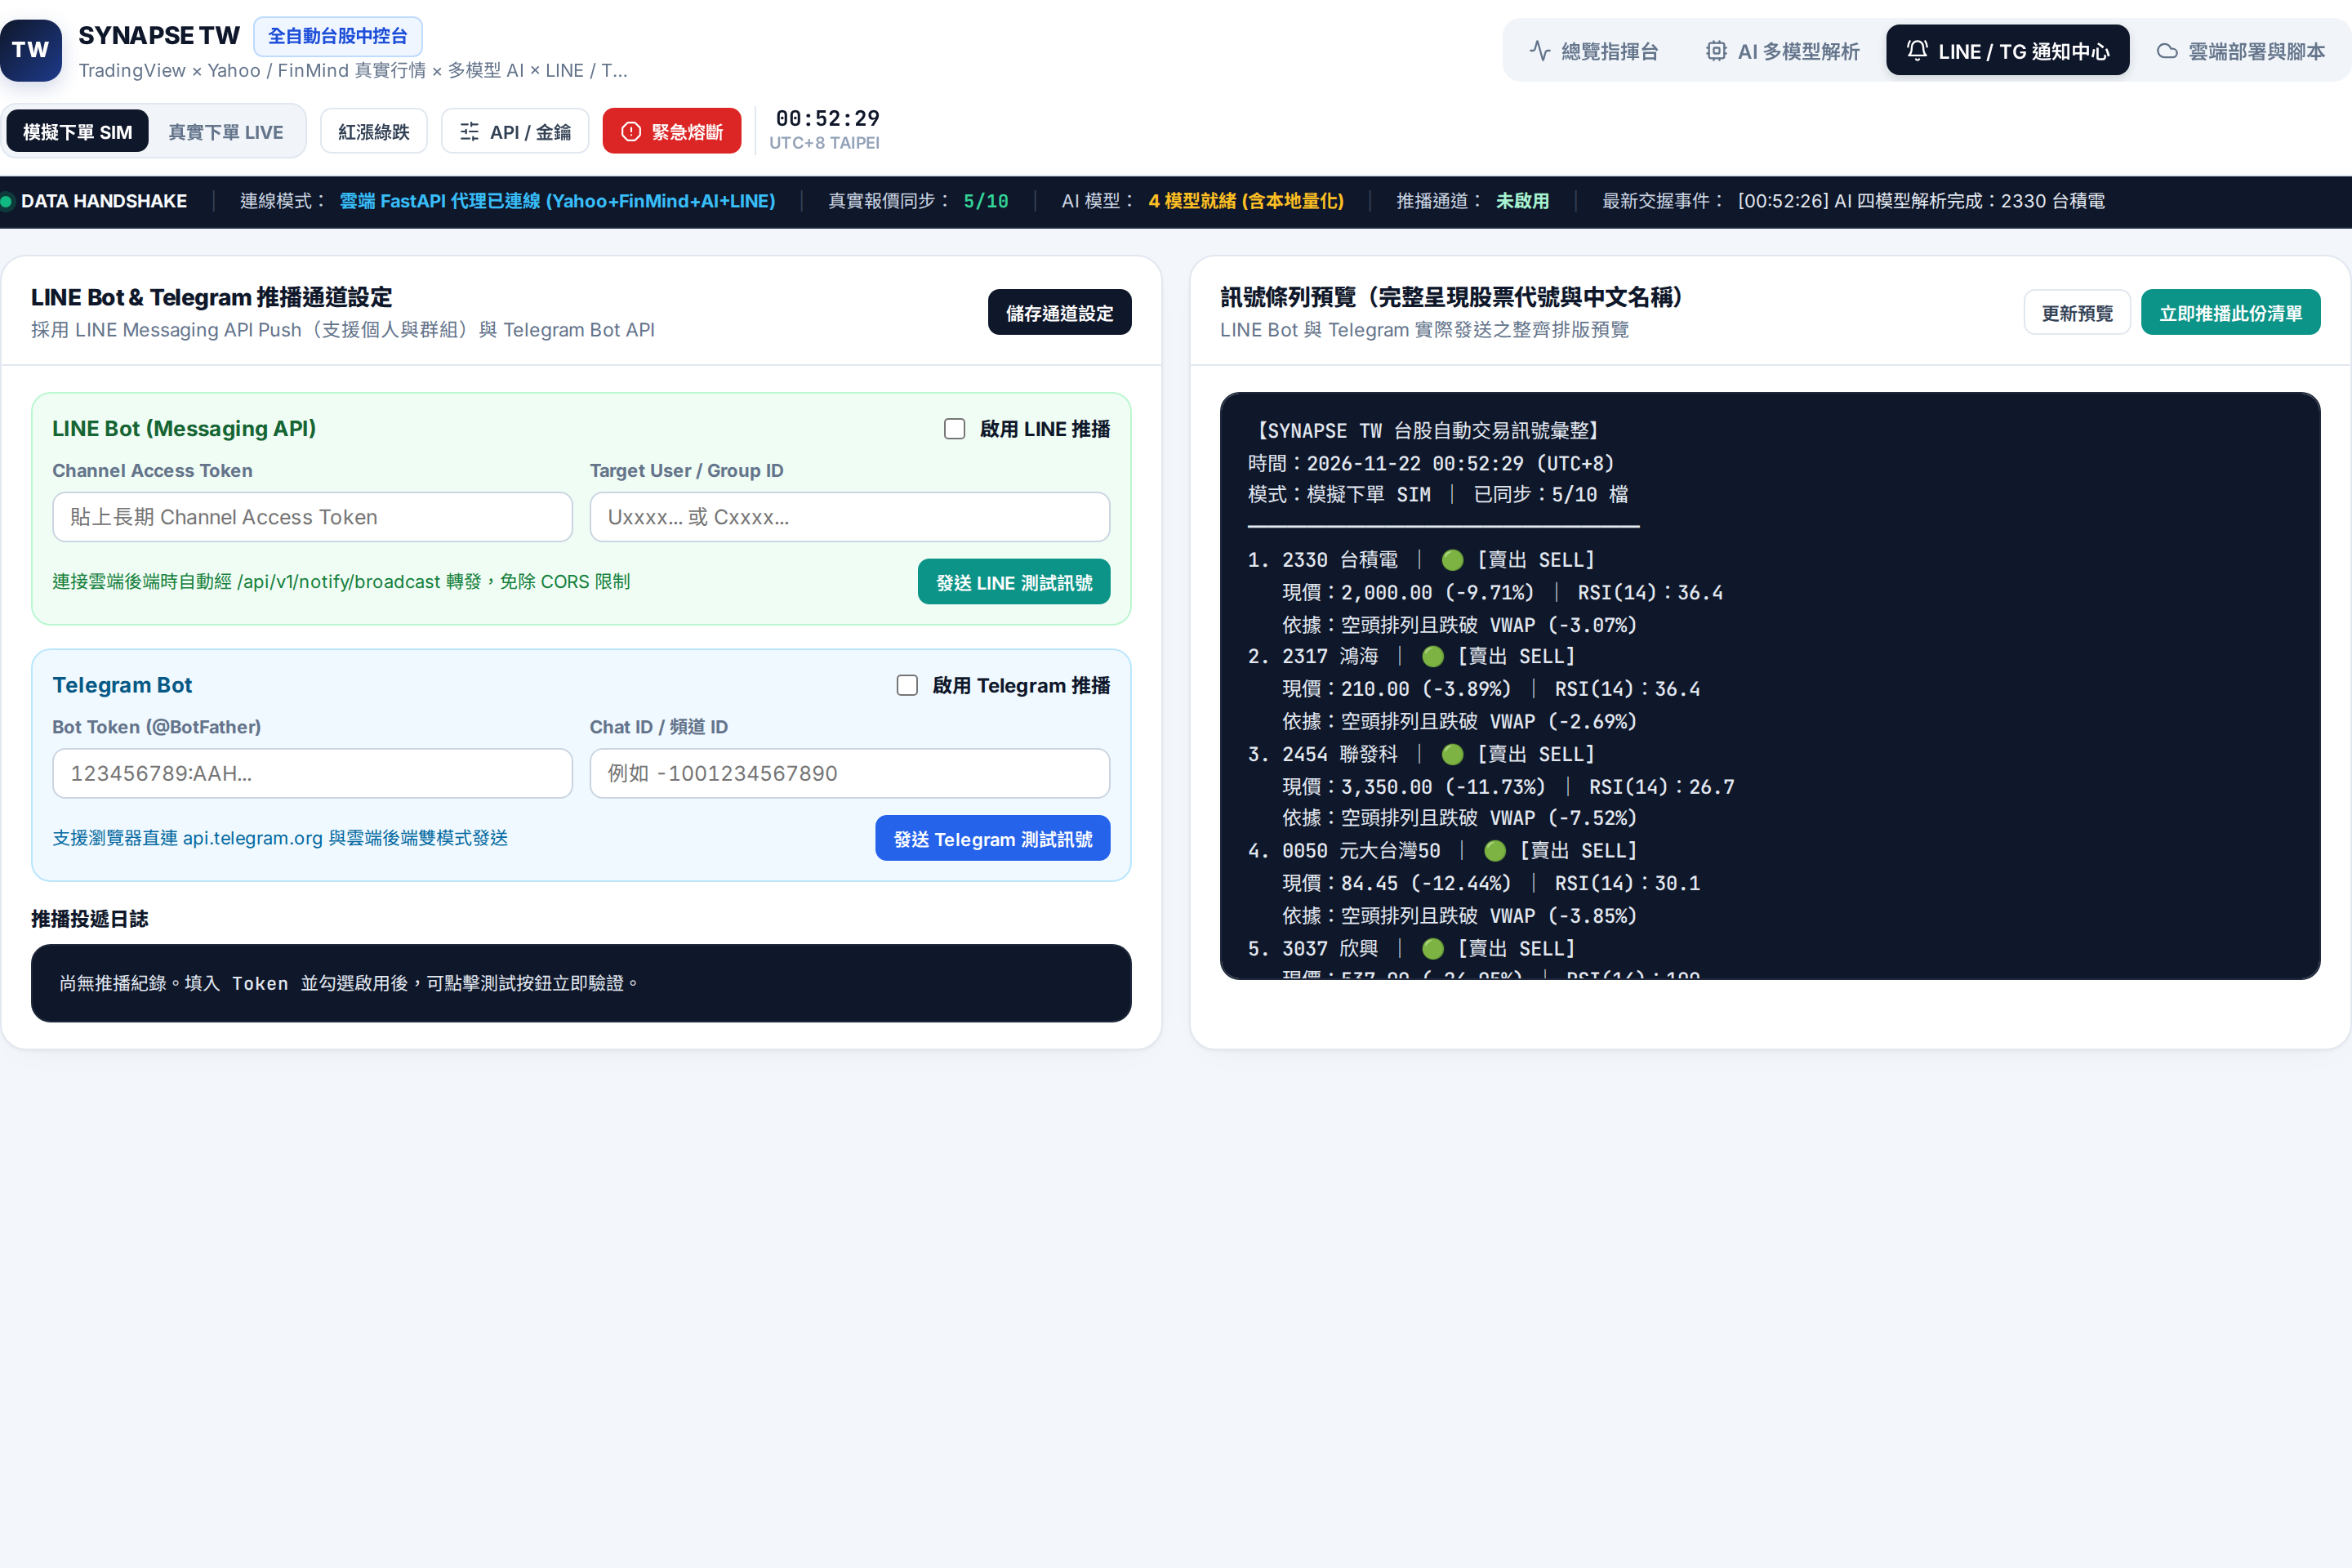 TW
SYNAPSE TW
全自動台股中控台
TradingView × Yahoo / FinMind 真實行情 × 多模型 AI × LINE / T...
總覽指揮台
AI 多模型解析
LINE / TG 通知中心
雲端部署與腳本
模擬下單 SIM
真實下單 LIVE
紅漲綠跌
API / 金鑰
緊急熔斷
00:52:29
UTC+8 TAIPEI
DATA HANDSHAKE
連線模式： 雲端 FastAPI 代理已連線 (Yahoo+FinMind+AI+LINE)
真實報價同步： 5/10
AI 模型： 4 模型就緒 (含本地量化)
推播通道： 未啟用
最新交握事件： [00:52:26] AI 四模型解析完成：2330 台積電
LINE Bot & Telegram 推播通道設定
採用 LINE Messaging API Push（支援個人與群組）與 Telegram Bot API
儲存通道設定
LINE Bot (Messaging API)
啟用 LINE 推播
Channel Access Token
Target User / Group ID
貼上長期 Channel Access Token
Uxxxx... 或 Cxxxx...
連接雲端後端時自動經 /api/v1/notify/broadcast 轉發，免除 CORS 限制
發送 LINE 測試訊號
Telegram Bot
啟用 Telegram 推播
Bot Token (@BotFather)
Chat ID / 頻道 ID
123456789:AAH...
例如 -1001234567890
支援瀏覽器直連 api.telegram.org 與雲端後端雙模式發送
發送 Telegram 測試訊號
推播投遞日誌
尚無推播紀錄。填入 Token 並勾選啟用後，可點擊測試按鈕立即驗證。
訊號條列預覽（完整呈現股票代號與中文名稱）
LINE Bot 與 Telegram 實際發送之整齊排版預覽
更新預覽
立即推播此份清單
【SYNAPSE TW 台股自動交易訊號彙整】
時間：2026-11-22 00:52:29 (UTC+8)
模式：模擬下單 SIM ｜ 已同步：5/10 檔
1. 2330 台積電 ｜ 🟢 [賣出 SELL]
現價：2,000.00 (-9.71%) ｜ RSI(14)：36.4
依據：空頭排列且跌破 VWAP (-3.07%)
2. 2317 鴻海 ｜ 🟢 [賣出 SELL]
現價：210.00 (-3.89%) ｜ RSI(14)：36.4
依據：空頭排列且跌破 VWAP (-2.69%)
3. 2454 聯發科 ｜ 🟢 [賣出 SELL]
現價：3,350.00 (-11.73%) ｜ RSI(14)：26.7
依據：空頭排列且跌破 VWAP (-7.52%)
4. 0050 元大台灣50 ｜ 🟢 [賣出 SELL]
現價：84.45 (-12.44%) ｜ RSI(14)：30.1
依據：空頭排列且跌破 VWAP (-3.85%)
5. 3037 欣興 ｜ 🟢 [賣出 SELL]